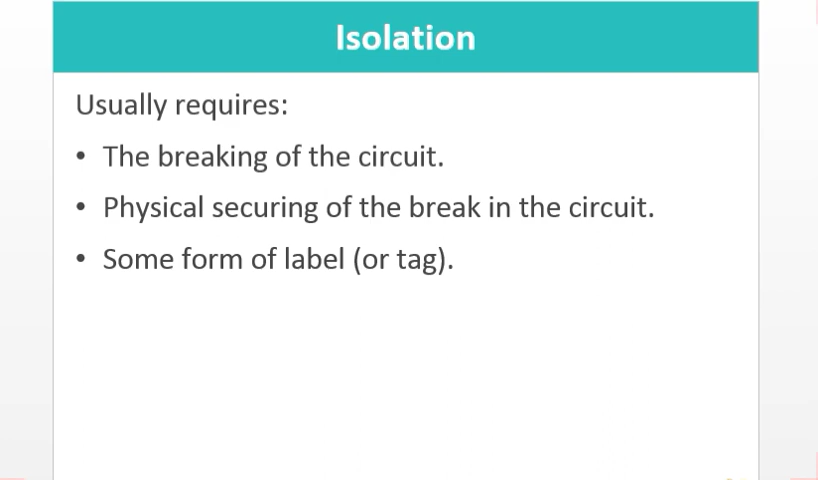 Isolation
Usually requires:
• The breaking of the circuit.
• Physical securing of the break in the circuit.
• Some form of label (or tag).